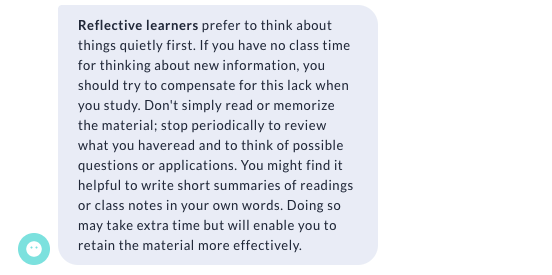 Reflective learners prefer to think about
things quietly first. If you have no class time
for thinking about new information, you
should try to compensate for this lack when
you study. Don't simply read or memorize
the material; stop periodically to review
what you haveread and to think of possible
questions or applications. You might find it
helpful to write short summaries of readings
or class notes in your own words. Doing so
may take extra time but will enable you to
retain the material more effectively.